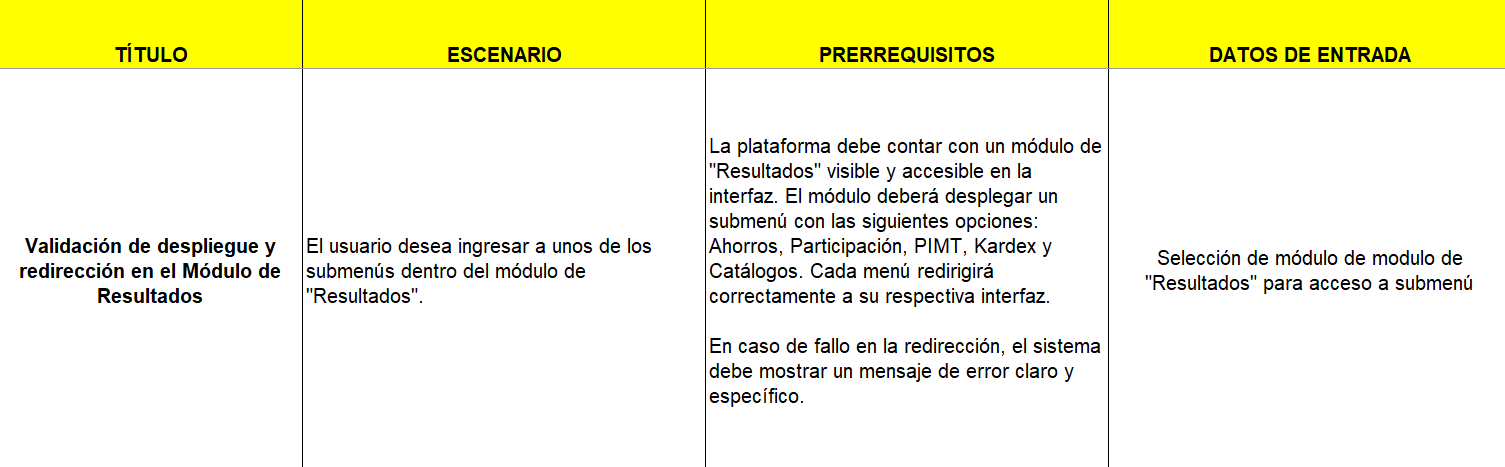 TÍTULO
ESCENARIO
PRERREQUISITOS
DATOS DE ENTRADA
Validación de despliegue y
redirección en el Módulo de
Resultados
El usuario desea ingresar a unos de los
submenús dentro del módulo de
"Resultados".
La plataforma debe contar con un módulo de
"Resultados" visible y accesible en la
interfaz. El módulo deberá desplegar un
submenú con las siguientes opciones:
Ahorros, Participación, PIMT, Kardex y
Catálogos. Cada menú redirigirá
correctamente a su respectiva interfaz.
En caso de fallo en la redirección, el sistema
debe mostrar un mensaje de error claro y
específico.
Selección de módulo de modulo de
"Resultados" para acceso a submenú